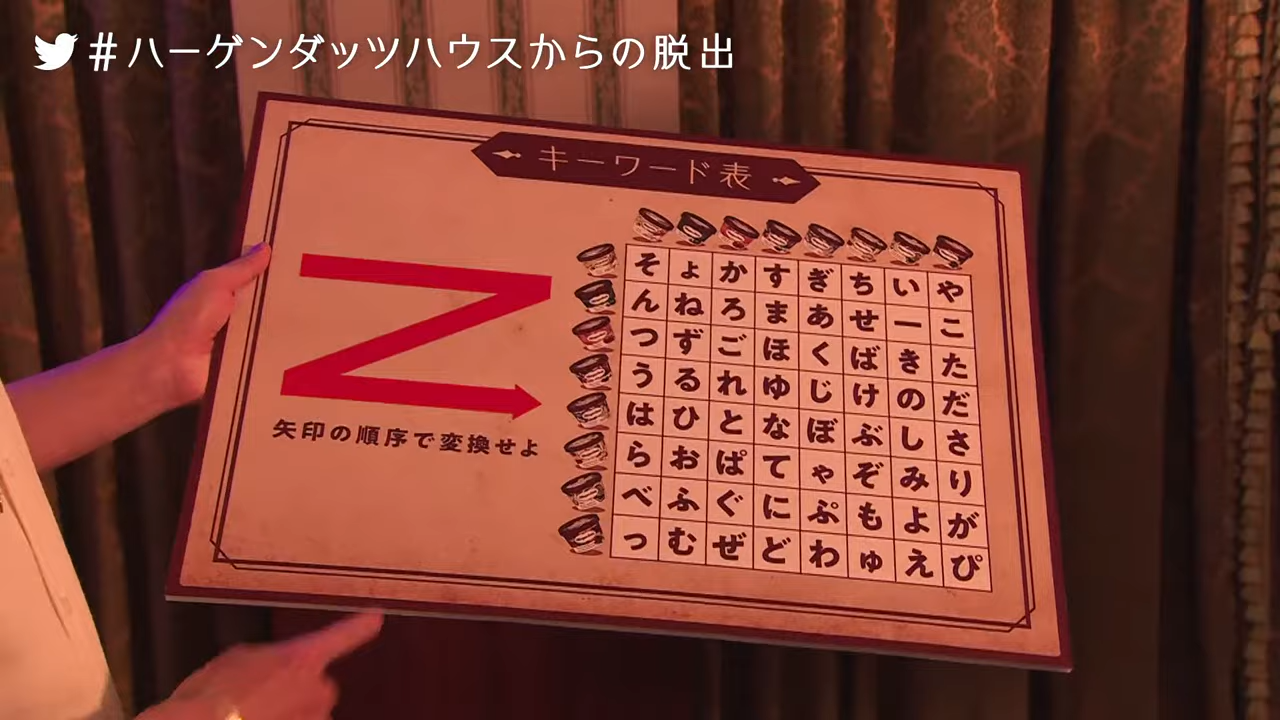 #ハーゲンダッツハウスからの脱出
キーワード表
そょかすぎちいや
んねろまあせーこ
つずごほくばきた
うるれゆじけのだ
はひとなぼぶしさ
らおぱてゃぞみり
べふぐにぷもよが
っむぜどわゅえぴ
矢印の順序で変換せよ